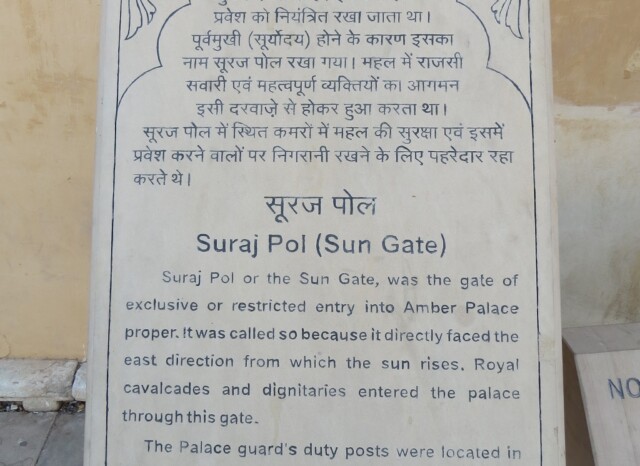 प्रवेश को नियंत्रित रखा जाता था।
पूर्वमुखी (सूर्योदय) होने के कारण इसका
नाम सूरज पोल रखा गया। महल में राजसी
सवारी एवं महत्वपूर्ण व्यक्तियों का आगमन
इसी दरवाज़े से होकर हुआ करता था।
सूरज पोल में स्थित कमरों में महल की सुरक्षा एवं इसमें
प्रवेश करने वालों पर निगरानी रखने के लिए पहरेदार रहा
करते थे।
सूरज पोल
Suraj Pol (Sun Gate)
Suraj Pol or the Sun Gate, was the gate of
exclusive or restricted entry into Amber Palace
proper. It was called so because it directly faced the
east direction from which the sun rises. Royal
cavalcades and dignitaries entered the palace
through this gate.
The Palace guard's duty posts were located in
NO